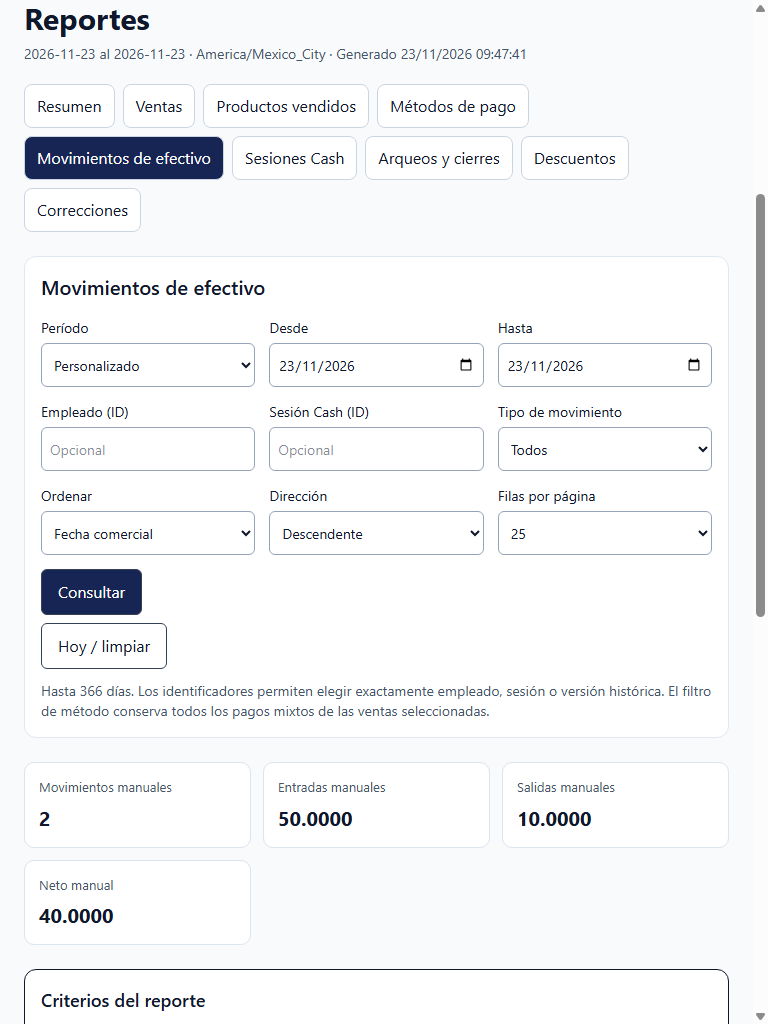 Reportes
2026-11-23 al 2026-11-23 · America/Mexico_City · Generado 23/11/2026 09:47:41
Resumen
Ventas
Productos vendidos
Métodos de pago
Movimientos de efectivo
Sesiones Cash
Arqueos y cierres
Descuentos
Correcciones
Movimientos de efectivo
Período
Desde
Hasta
Personalizado
23/11/2026
23/11/2026
Empleado (ID)
Sesión Cash (ID)
Tipo de movimiento
Opcional
Opcional
Todos
Ordenar
Dirección
Filas por página
Fecha comercial
Descendente
25
Consultar
Hoy / limpiar
Hasta 366 días. Los identificadores permiten elegir exactamente empleado, sesión o versión histórica. El filtro
de método conserva todos los pagos mixtos de las ventas seleccionadas.
Movimientos manuales
2
Entradas manuales
50.0000
Salidas manuales
10.0000
Neto manual
40.0000
Criterios del reporte